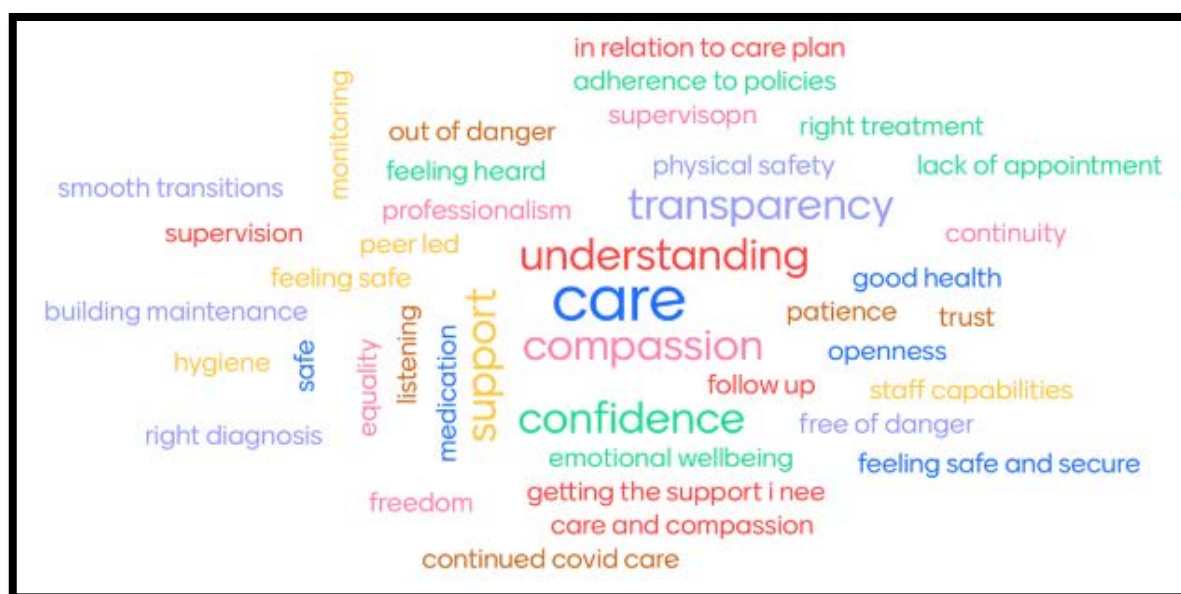 in relation to care plan
adherence to policies
monitoring
supervisopn
out of danger
right treatment
feeling heard
physical safety
lack of appointment
smooth transitions
professionalism
transparency
supervision
peer led
continuity
understanding
feeling safe
good health
care
building maintenance
patience
trust
support
compassion
openness
hygiene
safe
equality
listening
medication
follow up
staff capabilities
confidence
free of danger
right diagnosis
emotional wellbeing
feeling safe and secure
getting the support i nee
freedom
care and compassion
continued covid care